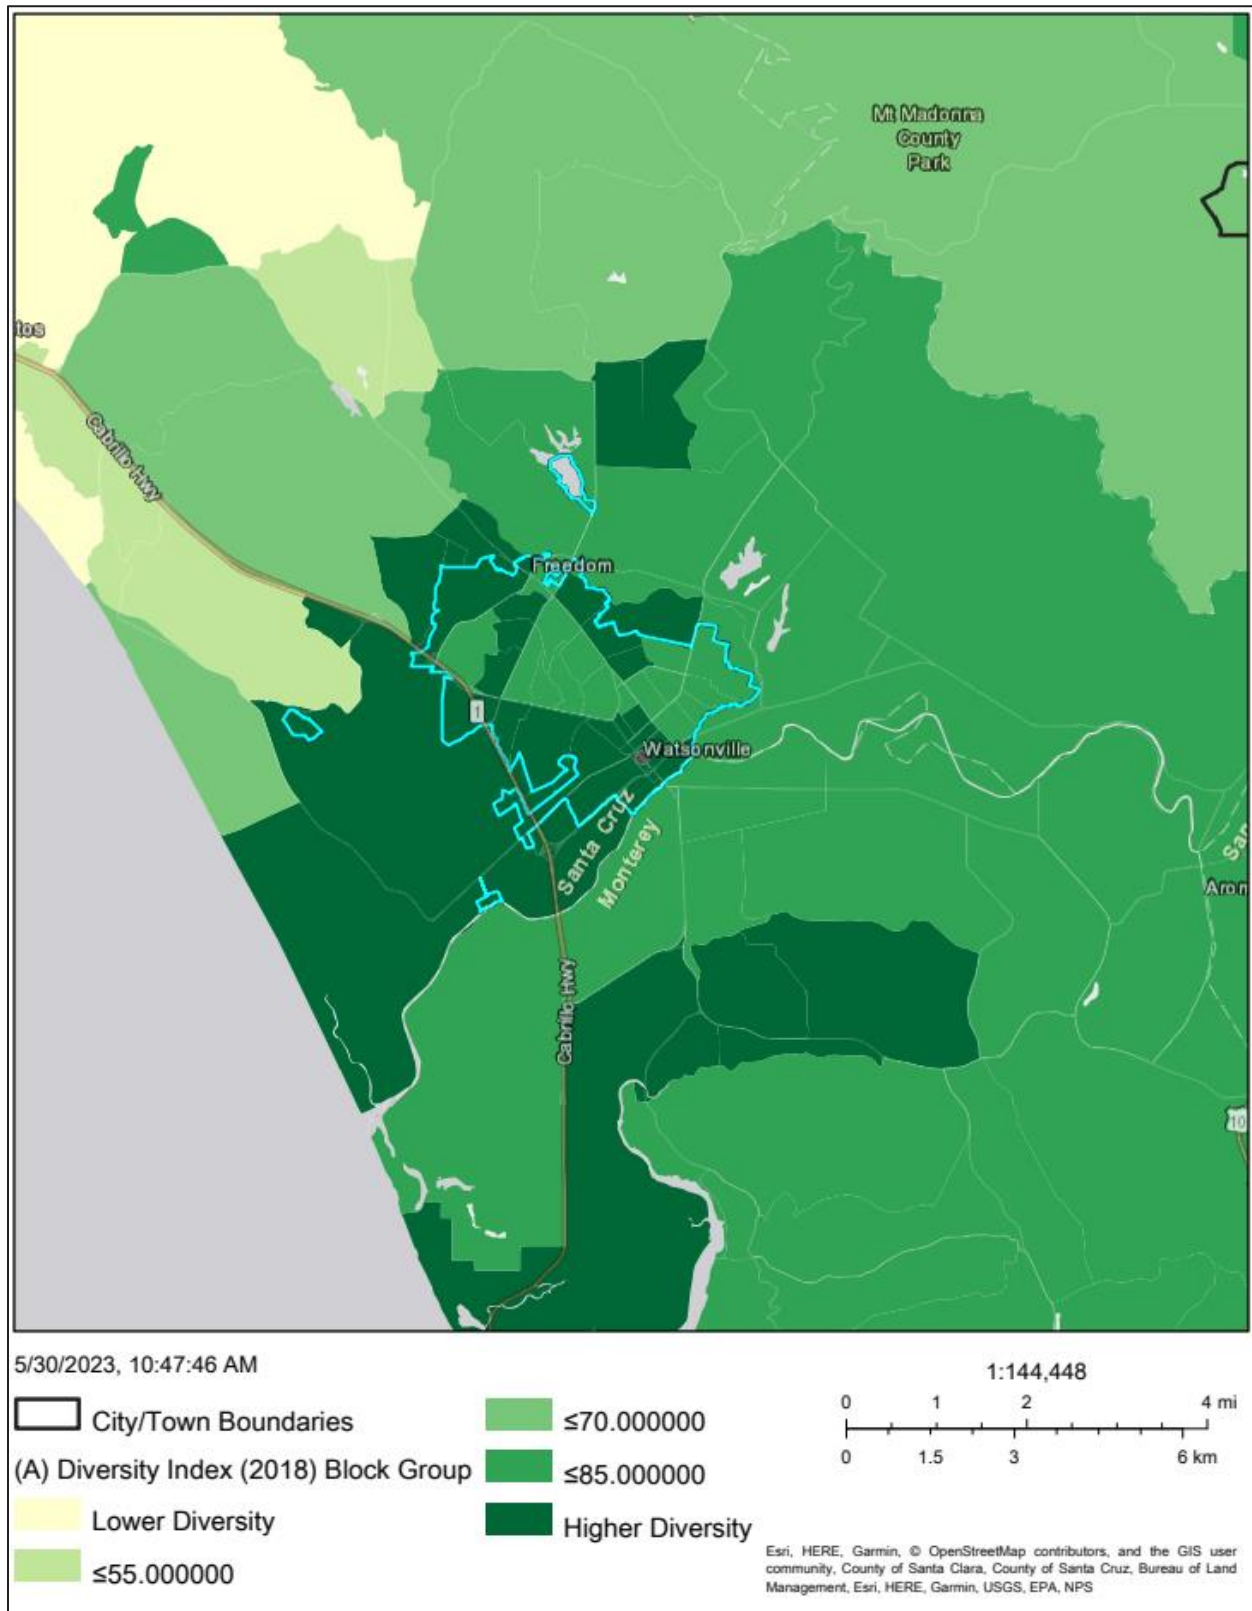 Mt Madonna
County
Park
tos
Cabrillo Hwy
Freedom
1
Watsonville
Santa Cruz
Monterey
San
Arom
Cabrillo Hwy
10
5/30/2023, 10:47:46 AM
City/Town Boundaries
(A) Diversity Index (2018) Block Group
Lower Diversity
≤55.000000
≤70.000000
≤85.000000
Higher Diversity
1:144,448
0 1 2 4 mi
0 1.5 3 6 km
Esri, HERE, Garmin, © OpenStreetMap contributors, and the GIS user
community, County of Santa Clara, County of Santa Cruz, Bureau of Land
Management, Esri, HERE, Garmin, USGS, EPA, NPS